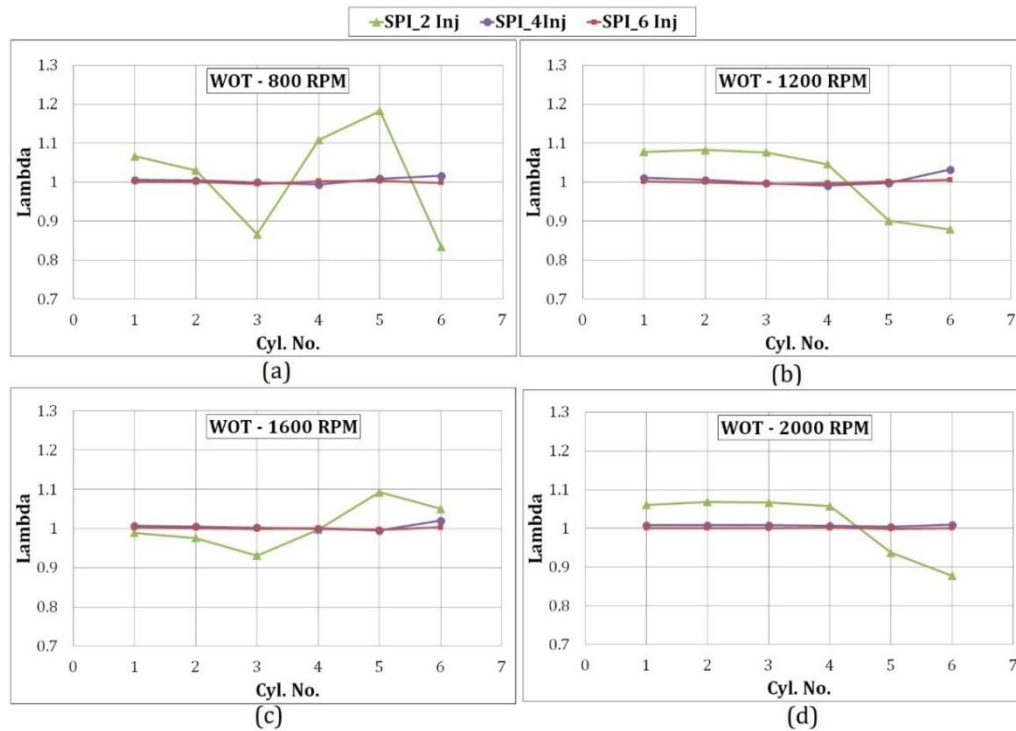 SPI_2 Inj SPI_4Inj SPI_6 Inj
WOT - 800 RPM
1.3
1.2
1.1
1
0.9
0.8
0.7
Lambda
0 1 2 3 4 5 6 7
Cyl. No.
(a)
WOT - 1200 RPM
1.3
1.2
1.1
1
0.9
0.8
0.7
Lambda
0 1 2 3 4 5 6 7
Cyl. No.
(b)
WOT - 1600 RPM
1.3
1.2
1.1
1
0.9
0.8
0.7
Lambda
0 1 2 3 4 5 6 7
Cyl. No.
(c)
WOT - 2000 RPM
1.3
1.2
1.1
1
0.9
0.8
0.7
Lambda
0 1 2 3 4 5 6 7
Cyl. No.
(d)